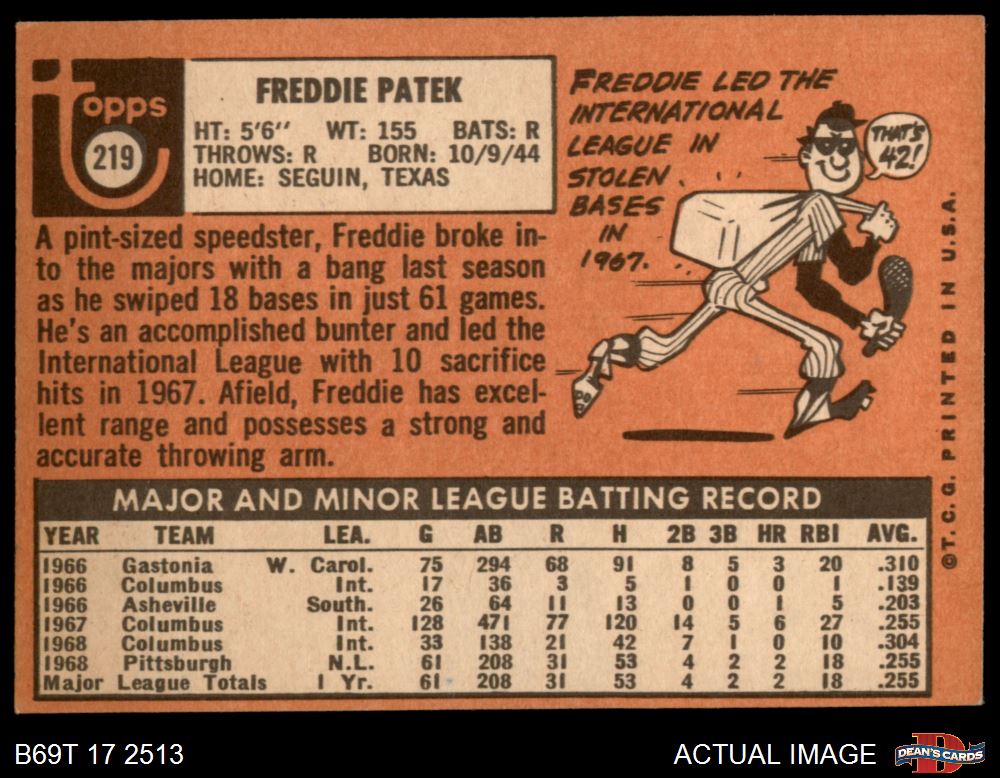 Topps
219
FREDDIE PATEK
HT: 5'6" WT: 155 BATS: R
THROWS: R BORN: 10/9/44
HOME: SEGUIN, TEXAS
FREDDIE LED THE
INTERNATIONAL
LEAGUE IN
STOLEN
BASES
IN
1967.
THAT'S
42!
A pint-sized speedster, Freddie broke in-
to the majors with a bang last season
as he swiped 18 bases in just 61 games.
He's an accomplished bunter and led the
International League with 10 sacrifice
hits in 1967. Afield, Freddie has excel-
lent range and possesses a strong and
accurate throwing arm.
MAJOR AND MINOR LEAGUE BATTING RECORD
YEAR TEAM LEA. G AB R H 2B 3B HR RBI AVG.
1966 Gastonia W. Carol. 75 294 68 91 8 5 3 20 .310
1966 Columbus Int. 17 36 3 5 1 0 0 1 .139
1966 Asheville South. 26 64 11 13 0 0 1 5 .203
1967 Columbus Int. 128 471 77 120 14 5 6 27 .255
1968 Columbus Int. 33 138 21 42 7 1 0 10 .304
1968 Pittsburgh N.L. 61 208 31 53 4 2 2 18 .255
Major League Totals 1 Yr. 61 208 31 53 4 2 2 18 .255
©T. C. G. PRINTED IN U.S.A.
B69T 17 2513
ACTUAL IMAGE
DEAN'S CARDS